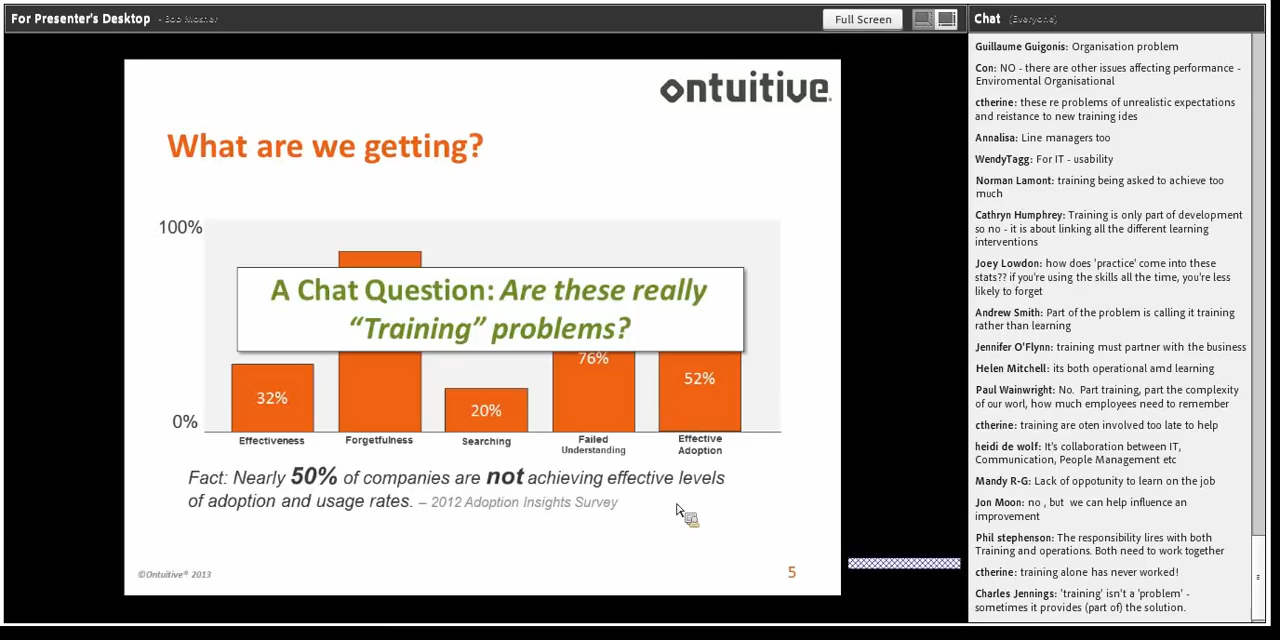 For Presenter's Desktop - Bob Mosher
Full Screen
ontuitive
What are we getting?
100%
A Chat Question: Are these really
“Training” problems?
76%
52%
32%
20%
0%
Effectiveness
Forgetfulness
Searching
Failed
Understanding
Effective
Adoption
Fact: Nearly 50% of companies are not achieving effective levels
of adoption and usage rates. – 2012 Adoption Insights Survey
©Ontuitive® 2013
5
Chat (Everyone)
Guillaume Guigonis: Organisation problem
Con: NO - there are other issues affecting performance -
Enviromental Organisational
ctherine: these re problems of unrealistic expectations
and reistance to new training ides
Annalisa: Line managers too
WendyTagg: For IT - usability
Norman Lamont: training being asked to achieve too
much
Cathryn Humphrey: Training is only part of development
so no - it is about linking all the different learning
interventions
Joey Lowdon: how does 'practice' come into these
stats?? if you're using the skills all the time, you're less
likely to forget
Andrew Smith: Part of the problem is calling it training
rather than learning
Jennifer O'Flynn: training must partner with the business
Helen Mitchell: its both operational amd learning
Paul Wainwright: No. Part training, part the complexity
of our worl, how much employees need to remember
ctherine: training are oten involved too late to help
heidi de wolf: It's collaboration between IT,
Communication, People Management etc
Mandy R-G: Lack of oppotunity to learn on the job
Jon Moon: no , but we can help influence an
improvement
Phil stephenson: The responsibility lires with both
Training and operations. Both need to work together
ctherine: training alone has never worked!
Charles Jennings: 'training' isn't a 'problem' -
sometimes it provides (part of) the solution.